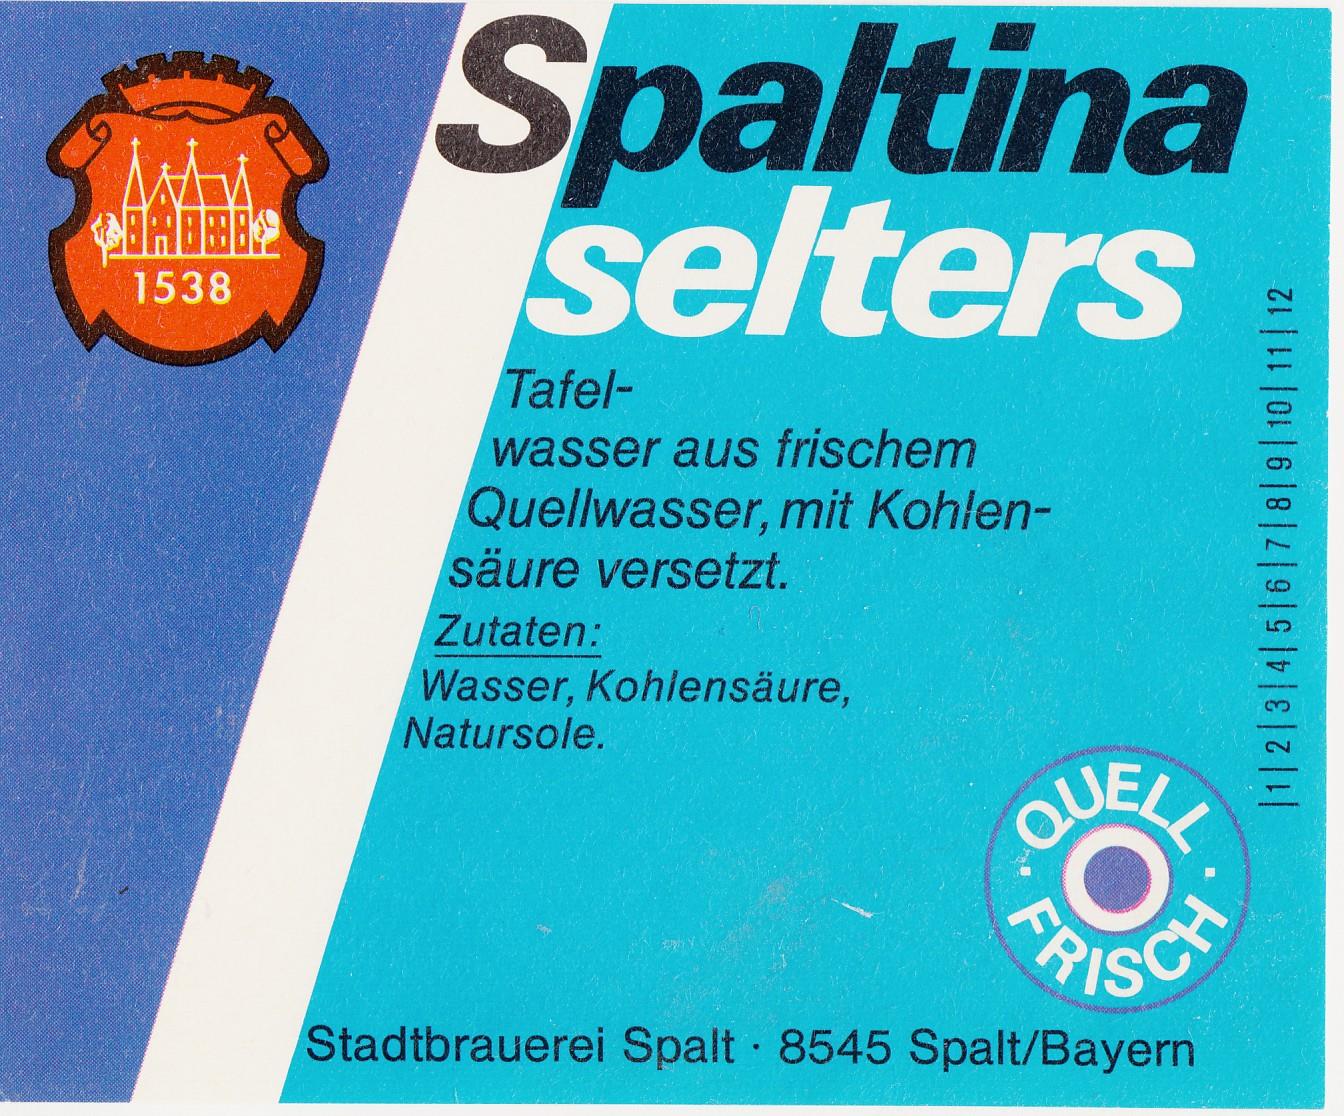 Spaltina
selters
1538
Tafel-
wasser aus frischem
Quellwasser, mit Kohlen-
säure versetzt.
Zutaten:
Wasser, Kohlensäure,
Natursole.
|1|2|3|4|5|6|7|8|9|10|11|12
· QUELL ·
FRISCH
Stadtbrauerei Spalt · 8545 Spalt/Bayern